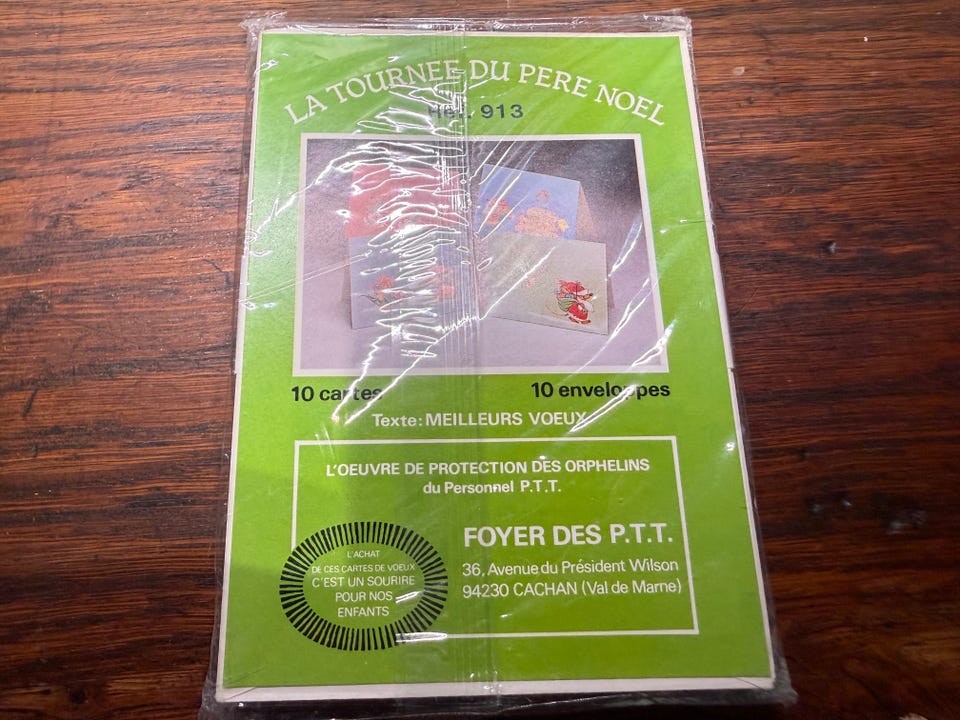 LA TOURNEE DU PERE NOEL
Réf. 913
10 cartes
10 enveloppes
Texte: MEILLEURS VOEUX
L'OEUVRE DE PROTECTION DES ORPHELINS
du Personnel P.T.T.
FOYER DES P.T.T.
36, Avenue du Président Wilson
94230 CACHAN (Val de Marne)
L'ACHAT
DE CES CARTES DE VOEUX
C'EST UN SOURIRE
POUR NOS
ENFANTS